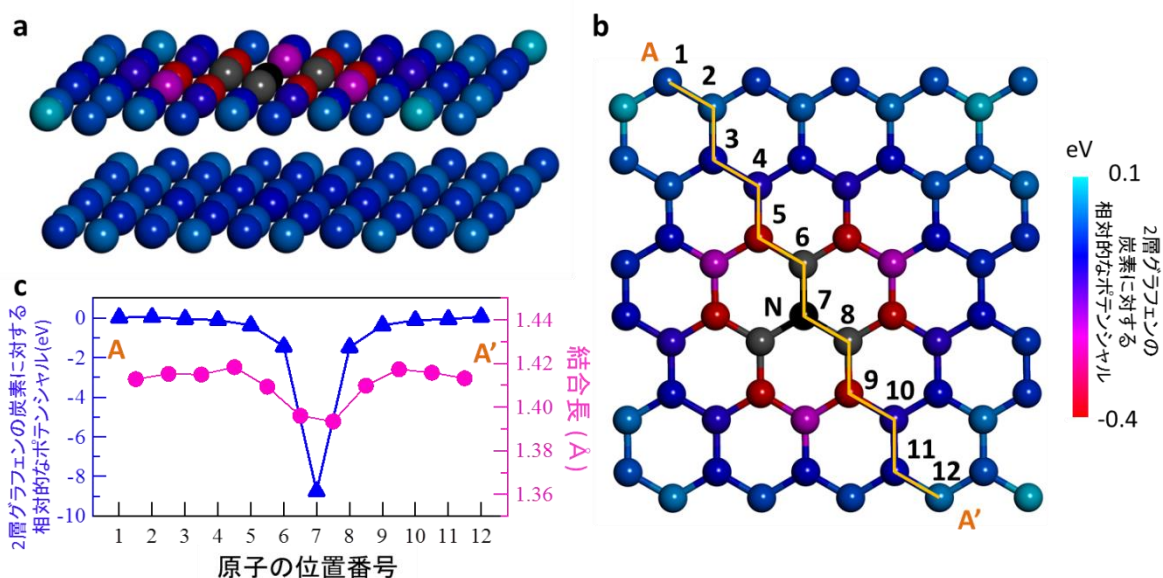 a
b
A
1
2
3
4
5
6
N
7
8
9
10
11
12
A'
eV
0.1
-0.4
2層グラフェンの
炭素に対する
相対的なポテンシャル
c
2層グラフェンの炭素に対する
相対的なポテンシャル(eV)
0
-2
-4
-6
-8
-10
A
A'
1.44
1.42
1.40
1.38
1.36
結合長 (Å)
1 2 3 4 5 6 7 8 9 10 11 12
原子の位置番号